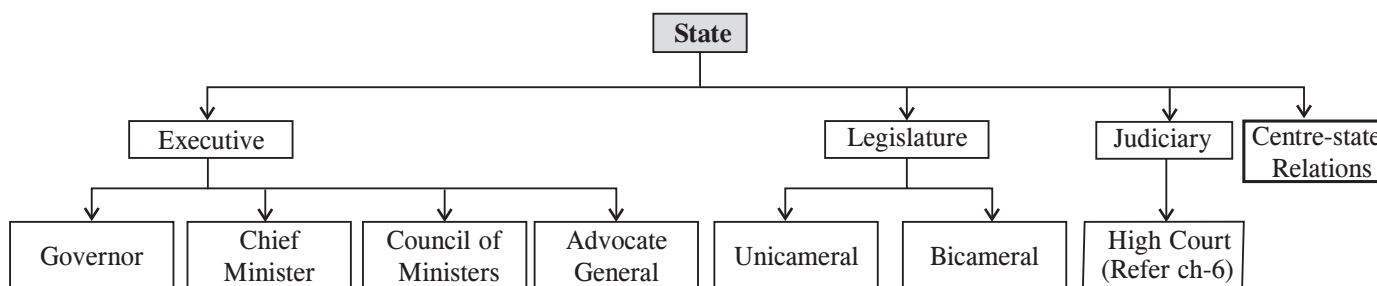 State
Executive
Legislature
Judiciary
Centre-state
Relations
Governor
Chief
Minister
Council of
Ministers
Advocate
General
Unicameral
Bicameral
High Court
(Refer ch-6)